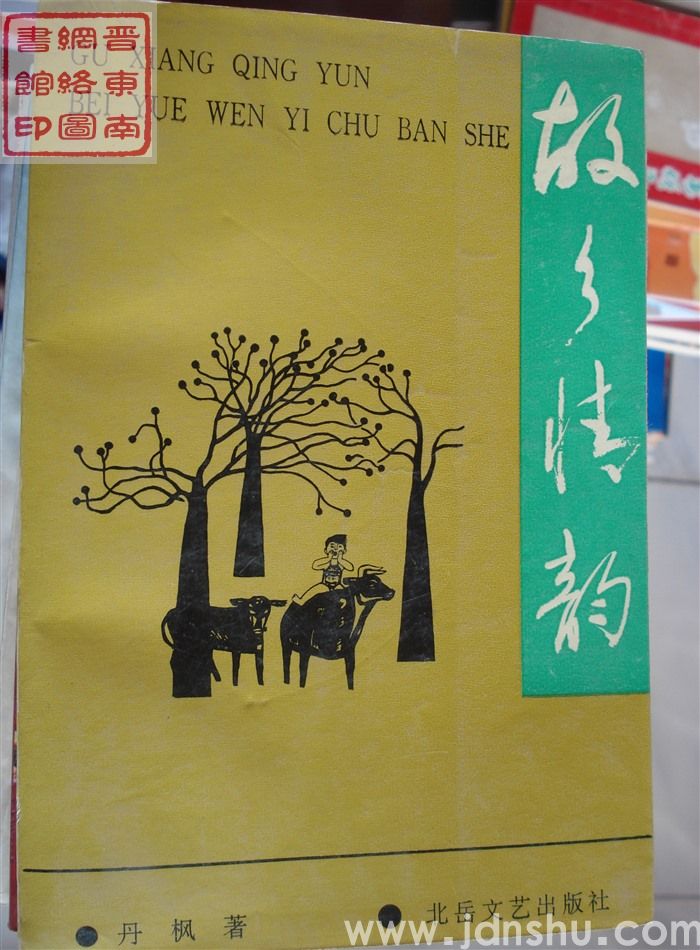 GU XIANG QING YUN
BEI YUE WEN YI CHU BAN SHE
故乡情韵
丹枫著
北岳文艺出版社
晋東南
網絡圖
書館印
www.jdnshu.com